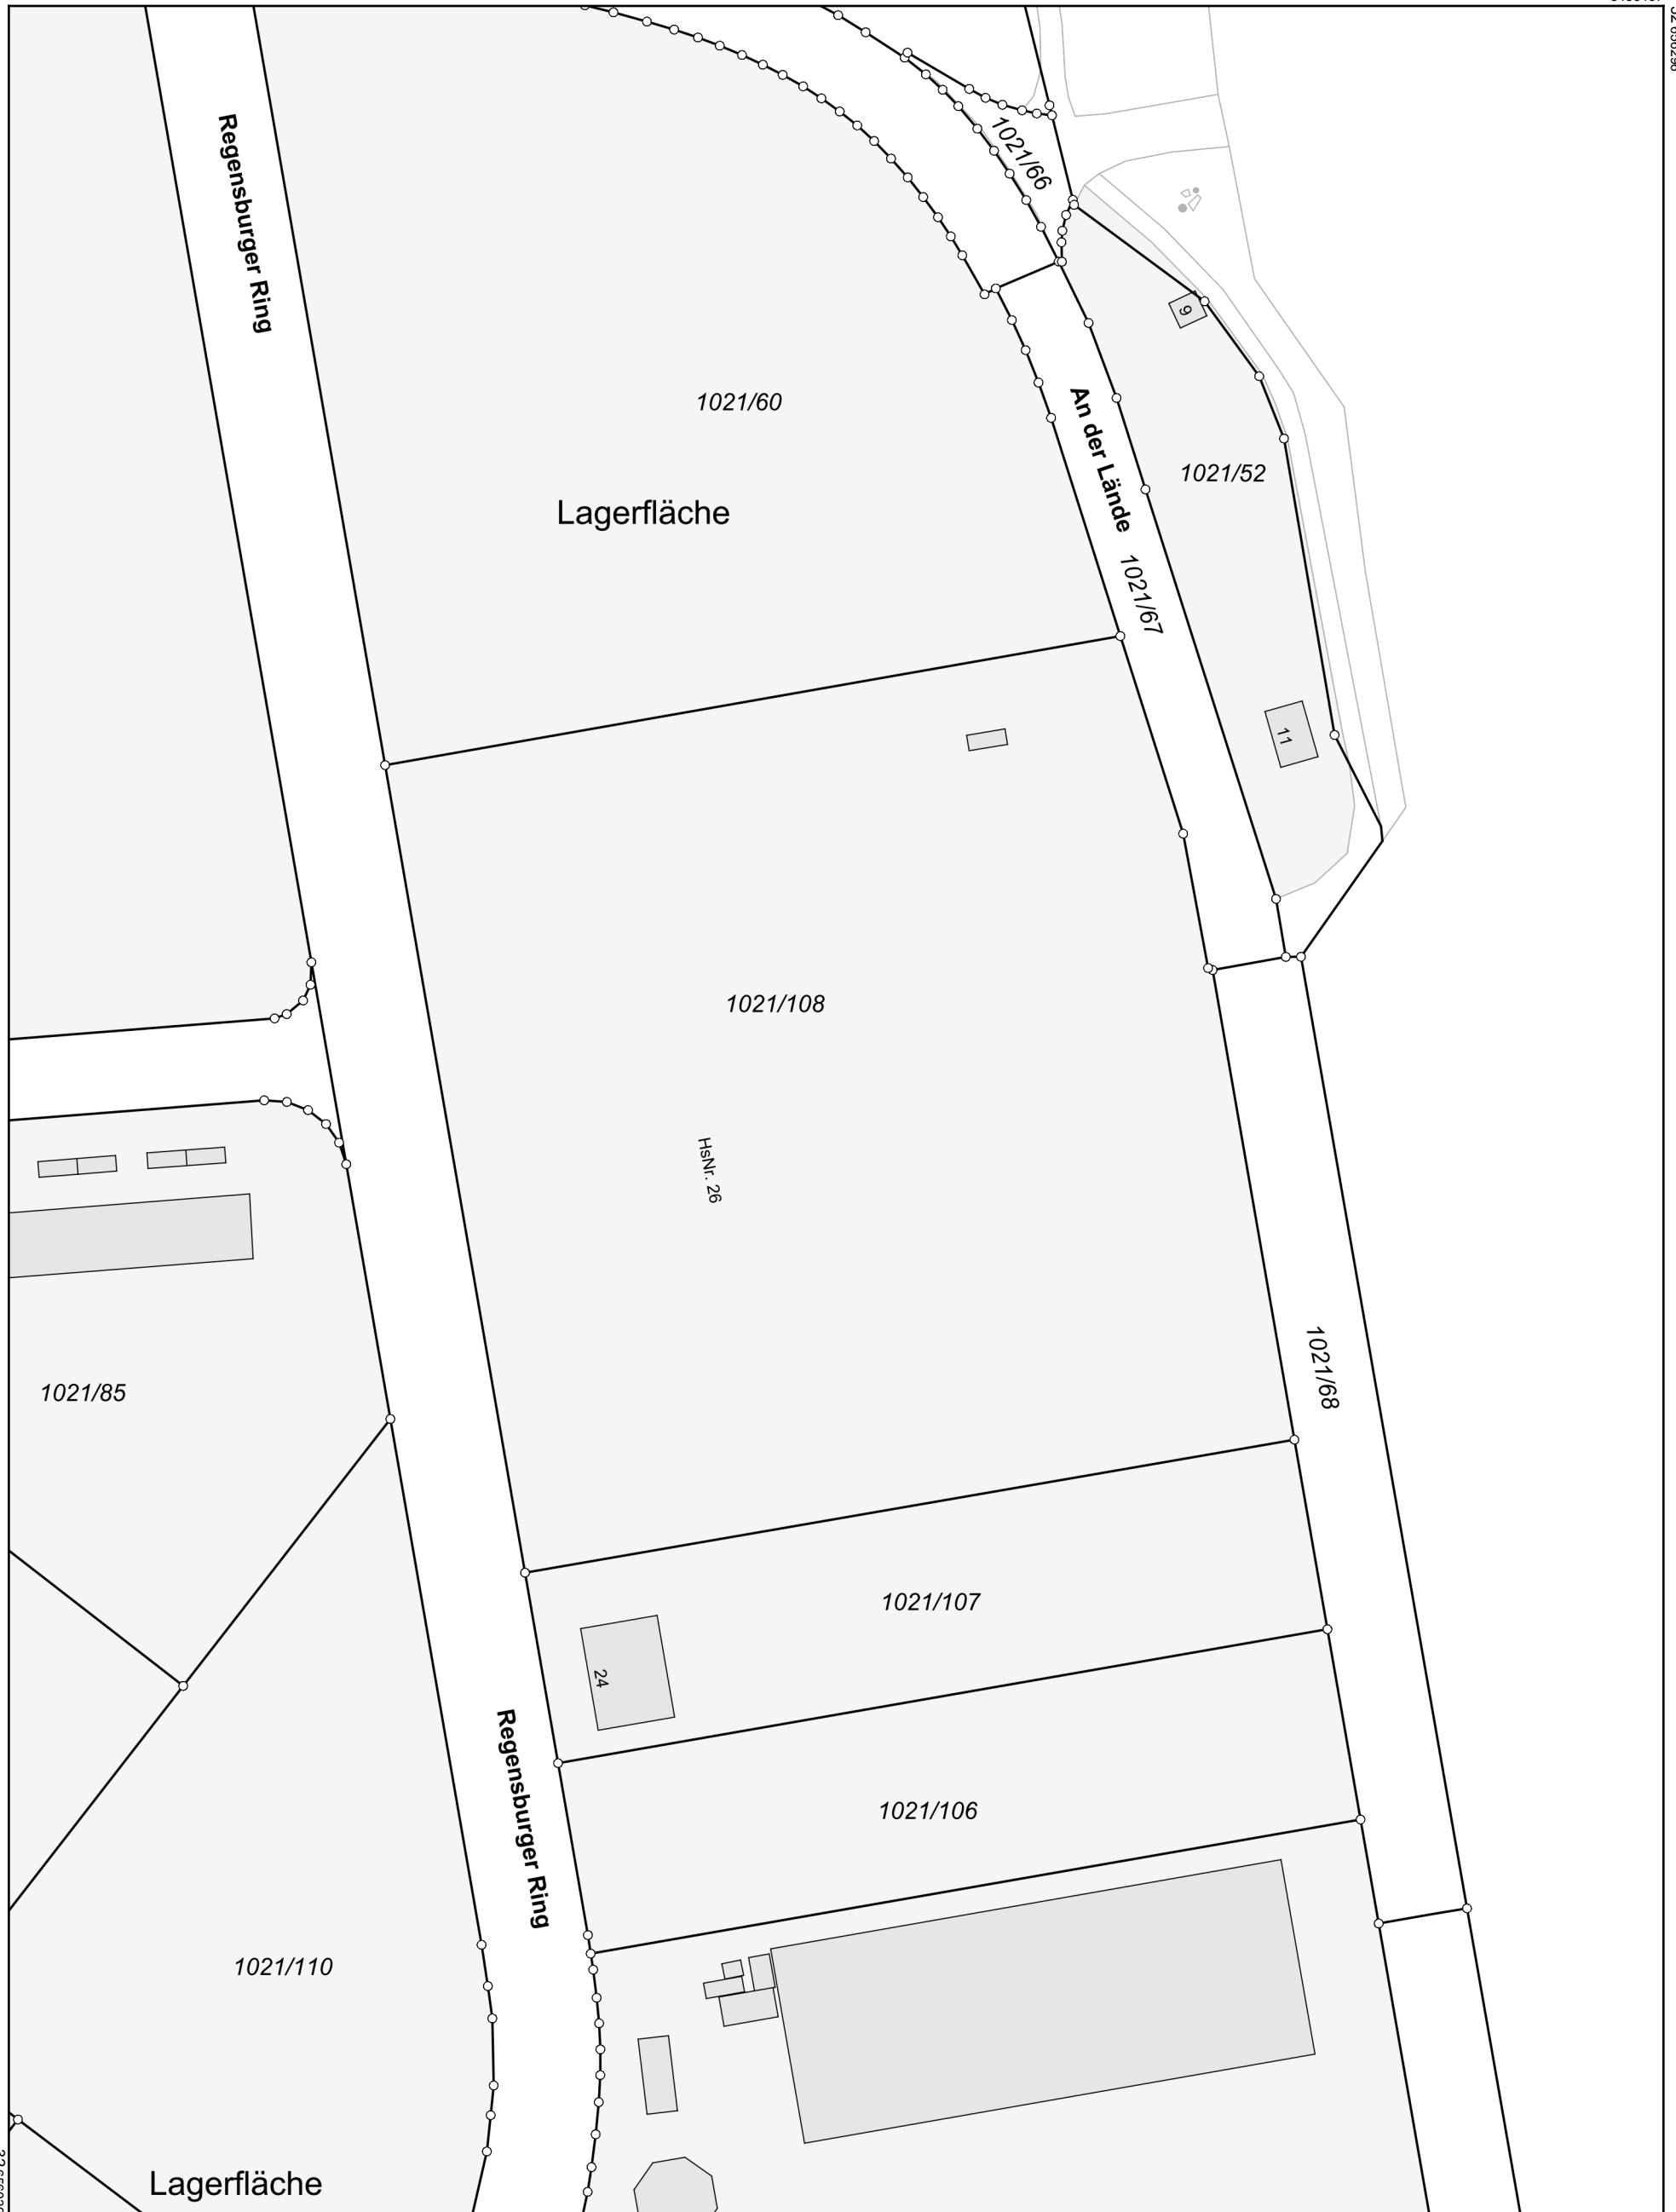 Regensburger Ring
1021/66
9
1021/60
An der Lände
1021/52
Lagerfläche
1021/67
11
1021/108
HsNr. 26
1021/68
1021/85
1021/107
24
Regensburger Ring
1021/106
1021/110
Lagerfläche